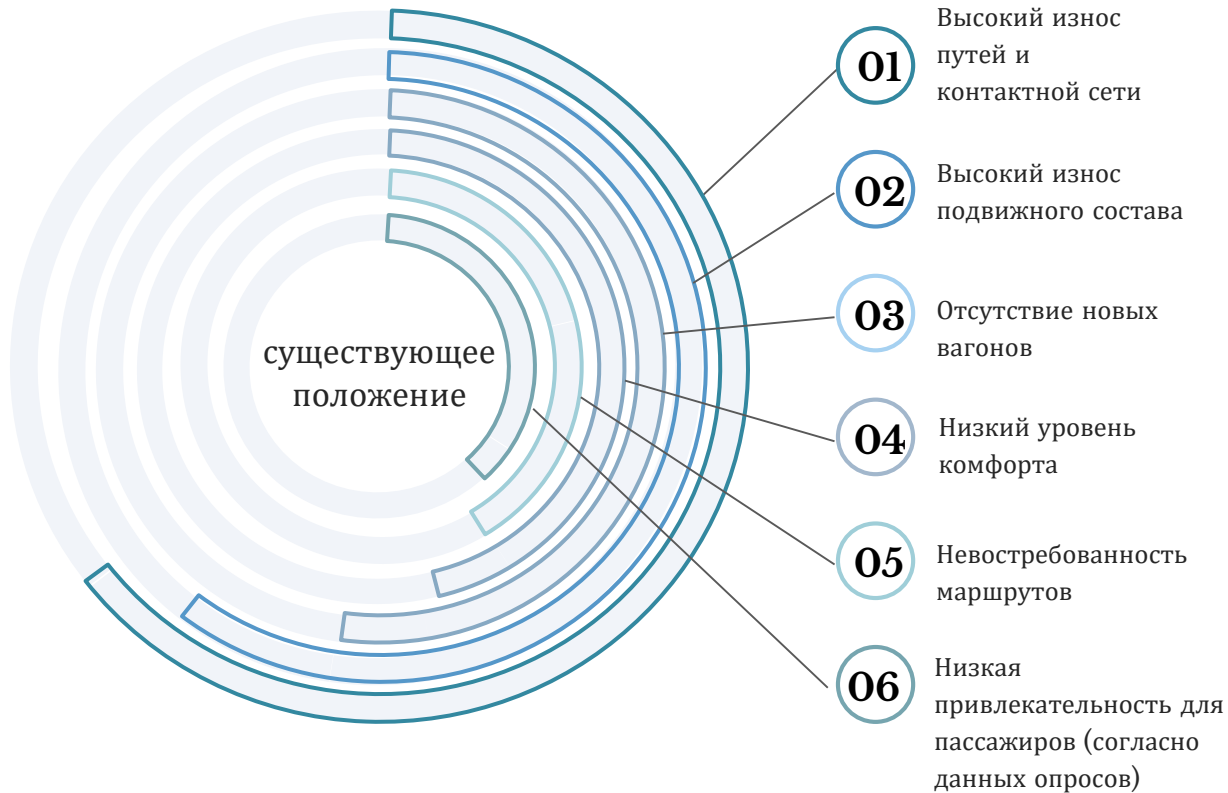 существующее
положение
01
Высокий износ
путей и
контактной сети
02
Высокий износ
подвижного состава
03
Отсутствие новых
вагонов
04
Низкий уровень
комфорта
05
Невостребованность
маршрутов
06
Низкая
привлекательность для
пассажиров (согласно
данных опросов)